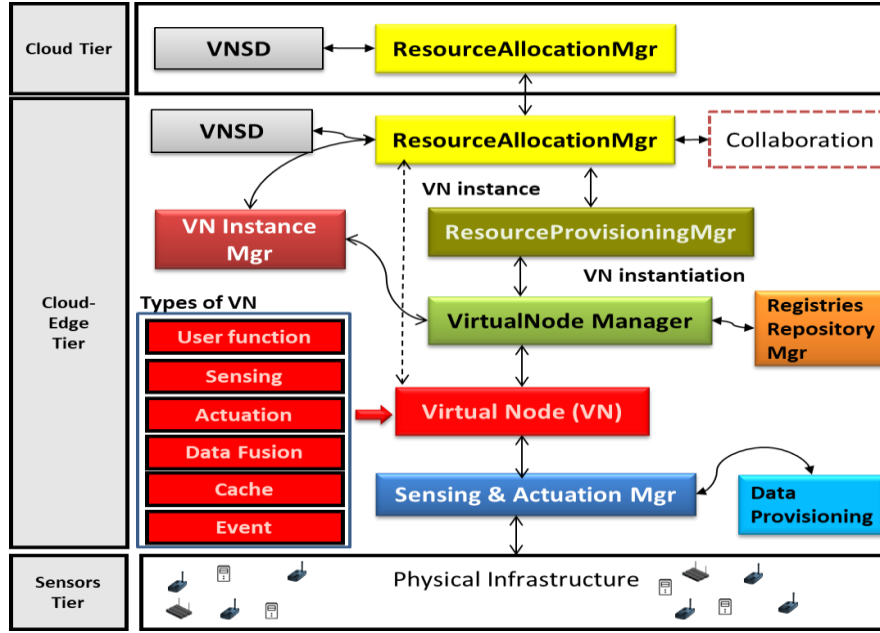 Cloud Tier
VNSD
ResourceAllocationMgr
VNSD
ResourceAllocationMgr
Collaboration
VN instance
VN Instance
Mgr
ResourceProvisioningMgr
VN instantiation
Cloud-
Edge
Tier
Types of VN
User function
Sensing
Actuation
Data Fusion
Cache
Event
VirtualNode Manager
Registries
Repository
Mgr
Virtual Node (VN)
Sensing & Actuation Mgr
Data
Provisioning
Sensors
Tier
Physical Infrastructure